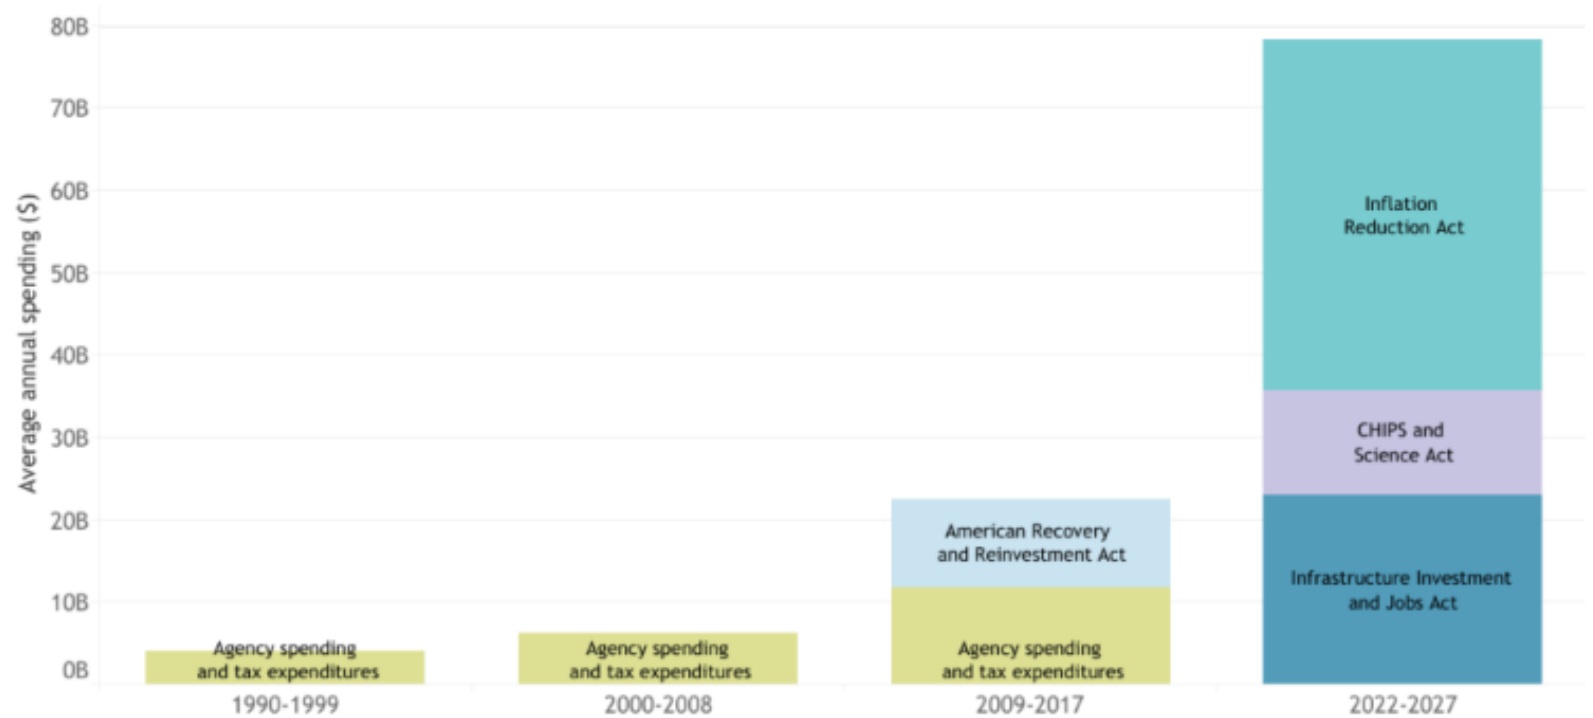 80B
70B
60B
50B
40B
30B
20B
10B
0B
Average annual spending ($)
Agency spending
and tax expenditures
Agency spending
and tax expenditures
American Recovery
and Reinvestment Act
Agency spending
and tax expenditures
Inflation
Reduction Act
CHIPS and
Science Act
Infrastructure Investment
and Jobs Act
1990-1999
2000-2008
2009-2017
2022-2027